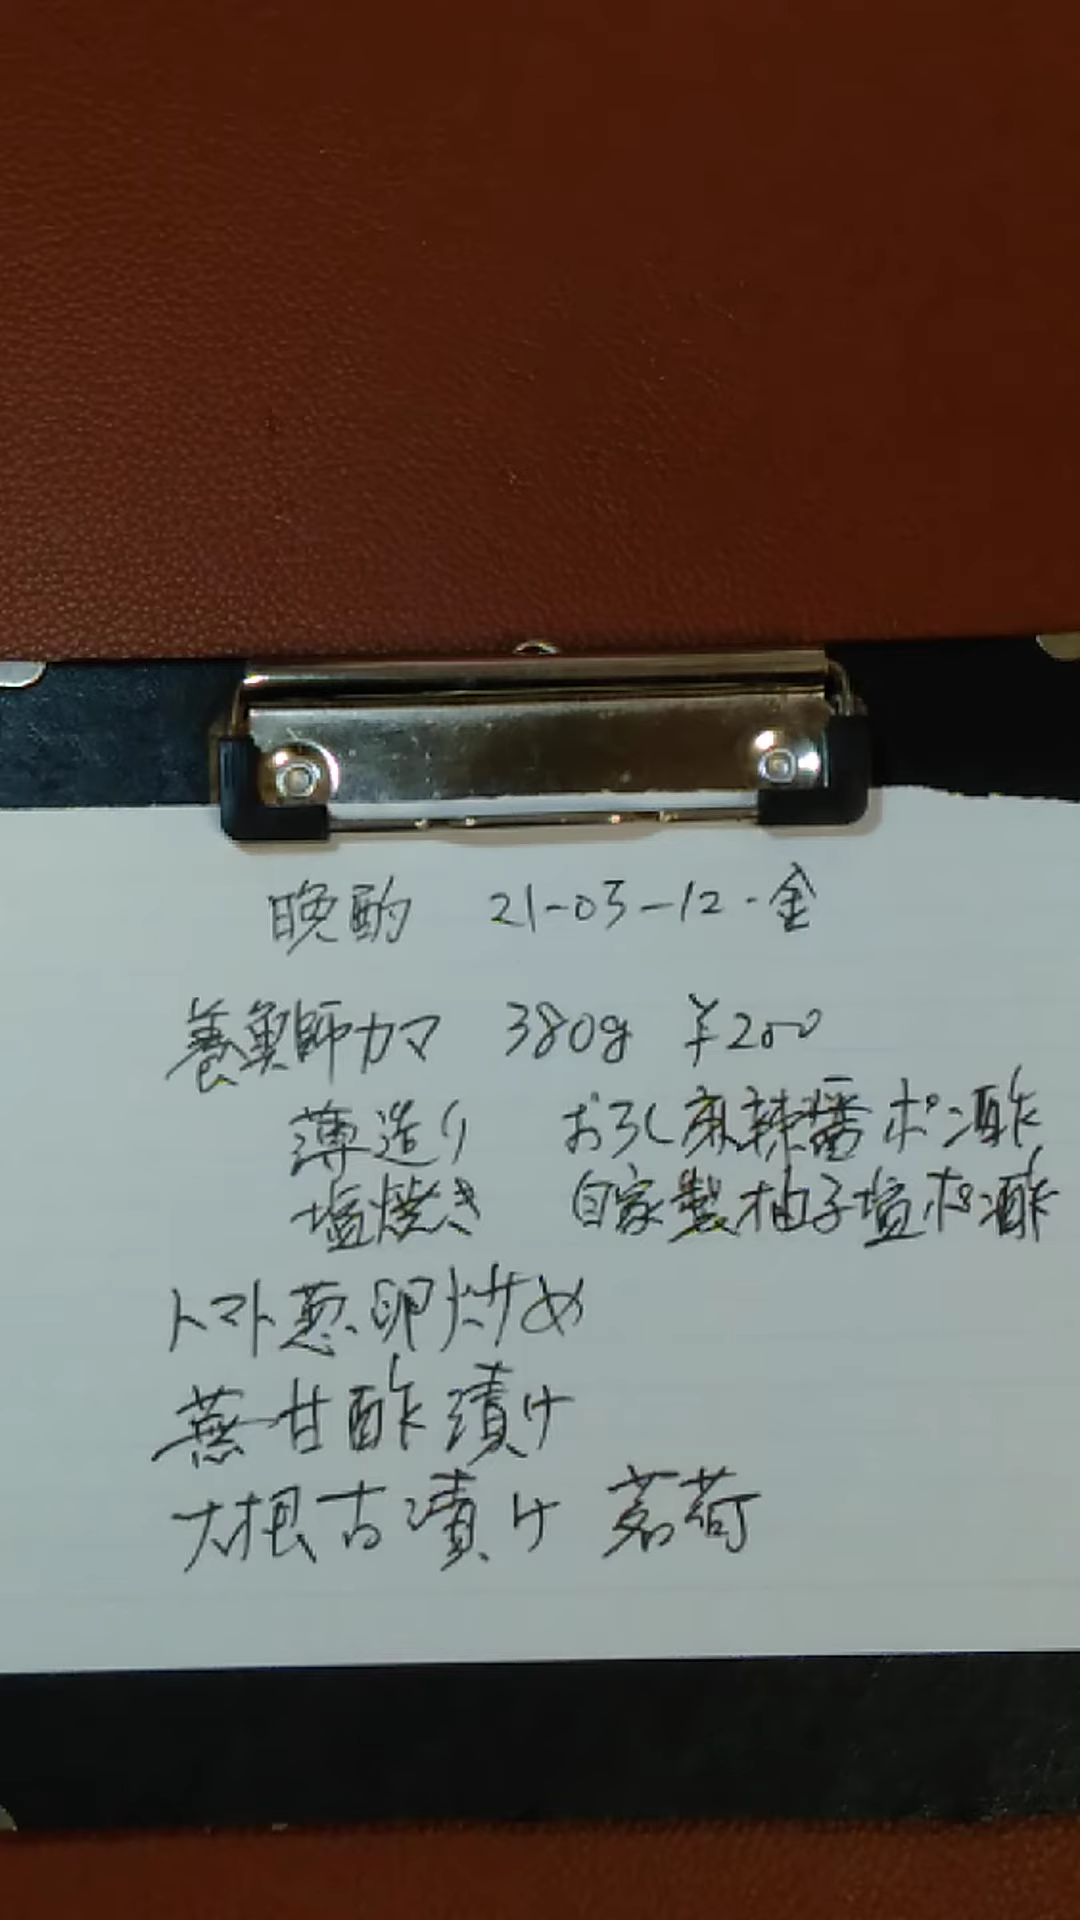 晩酌 21-03-12・金
養魚師カマ 380g ¥200
薄造り おろし麻辣醤ポン酢
塩焼き 自家製柚子塩ポン酢
トマト葱卵炒め
蕪甘酢漬け
大根古漬け 茗荷